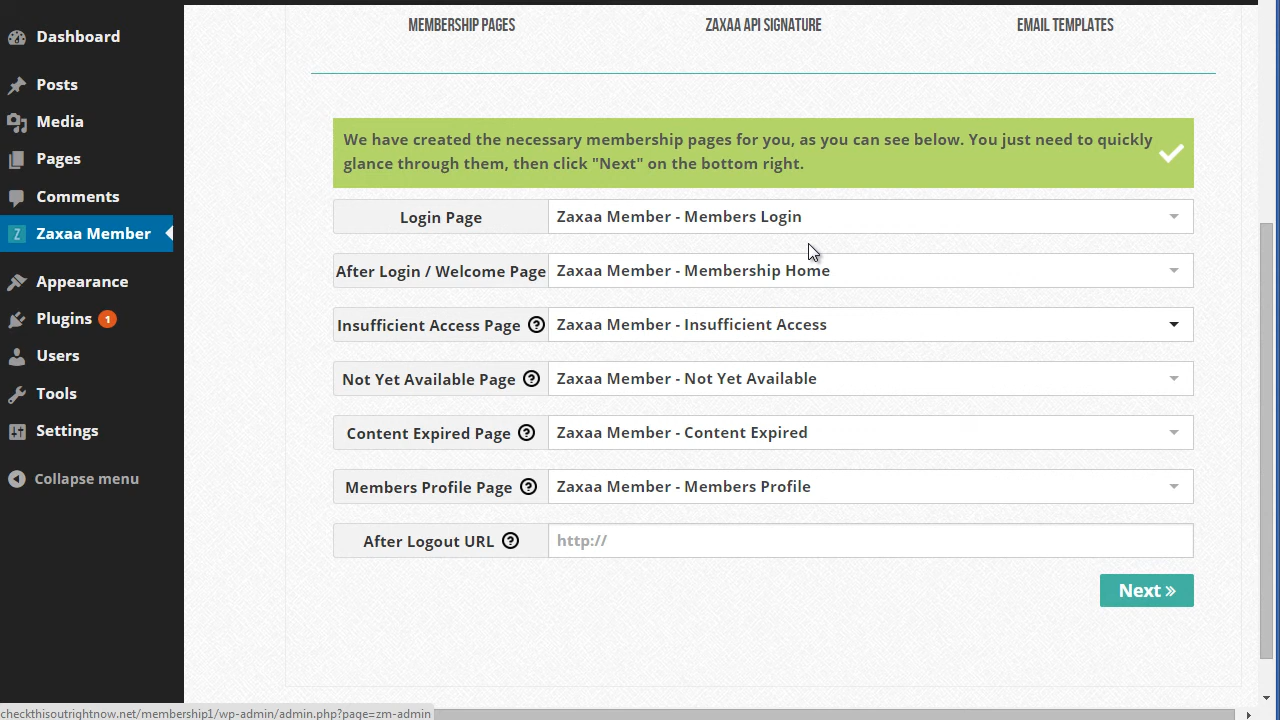 MEMBERSHIP PAGES
ZAXAA API SIGNATURE
EMAIL TEMPLATES
Dashboard
Posts
Media
Pages
Comments
Z Zaxaa Member
Appearance
Plugins 1
Users
Tools
Settings
Collapse menu
We have created the necessary membership pages for you, as you can see below. You just need to quickly
glance through them, then click "Next" on the bottom right.
Login Page Zaxaa Member - Members Login
After Login / Welcome Page Zaxaa Member - Membership Home
Insufficient Access Page ? Zaxaa Member - Insufficient Access
Not Yet Available Page ? Zaxaa Member - Not Yet Available
Content Expired Page ? Zaxaa Member - Content Expired
Members Profile Page ? Zaxaa Member - Members Profile
After Logout URL ? http://
Next »
checkthisoutrightnow.net/membership1/wp-admin/admin.php?page=zm-admin